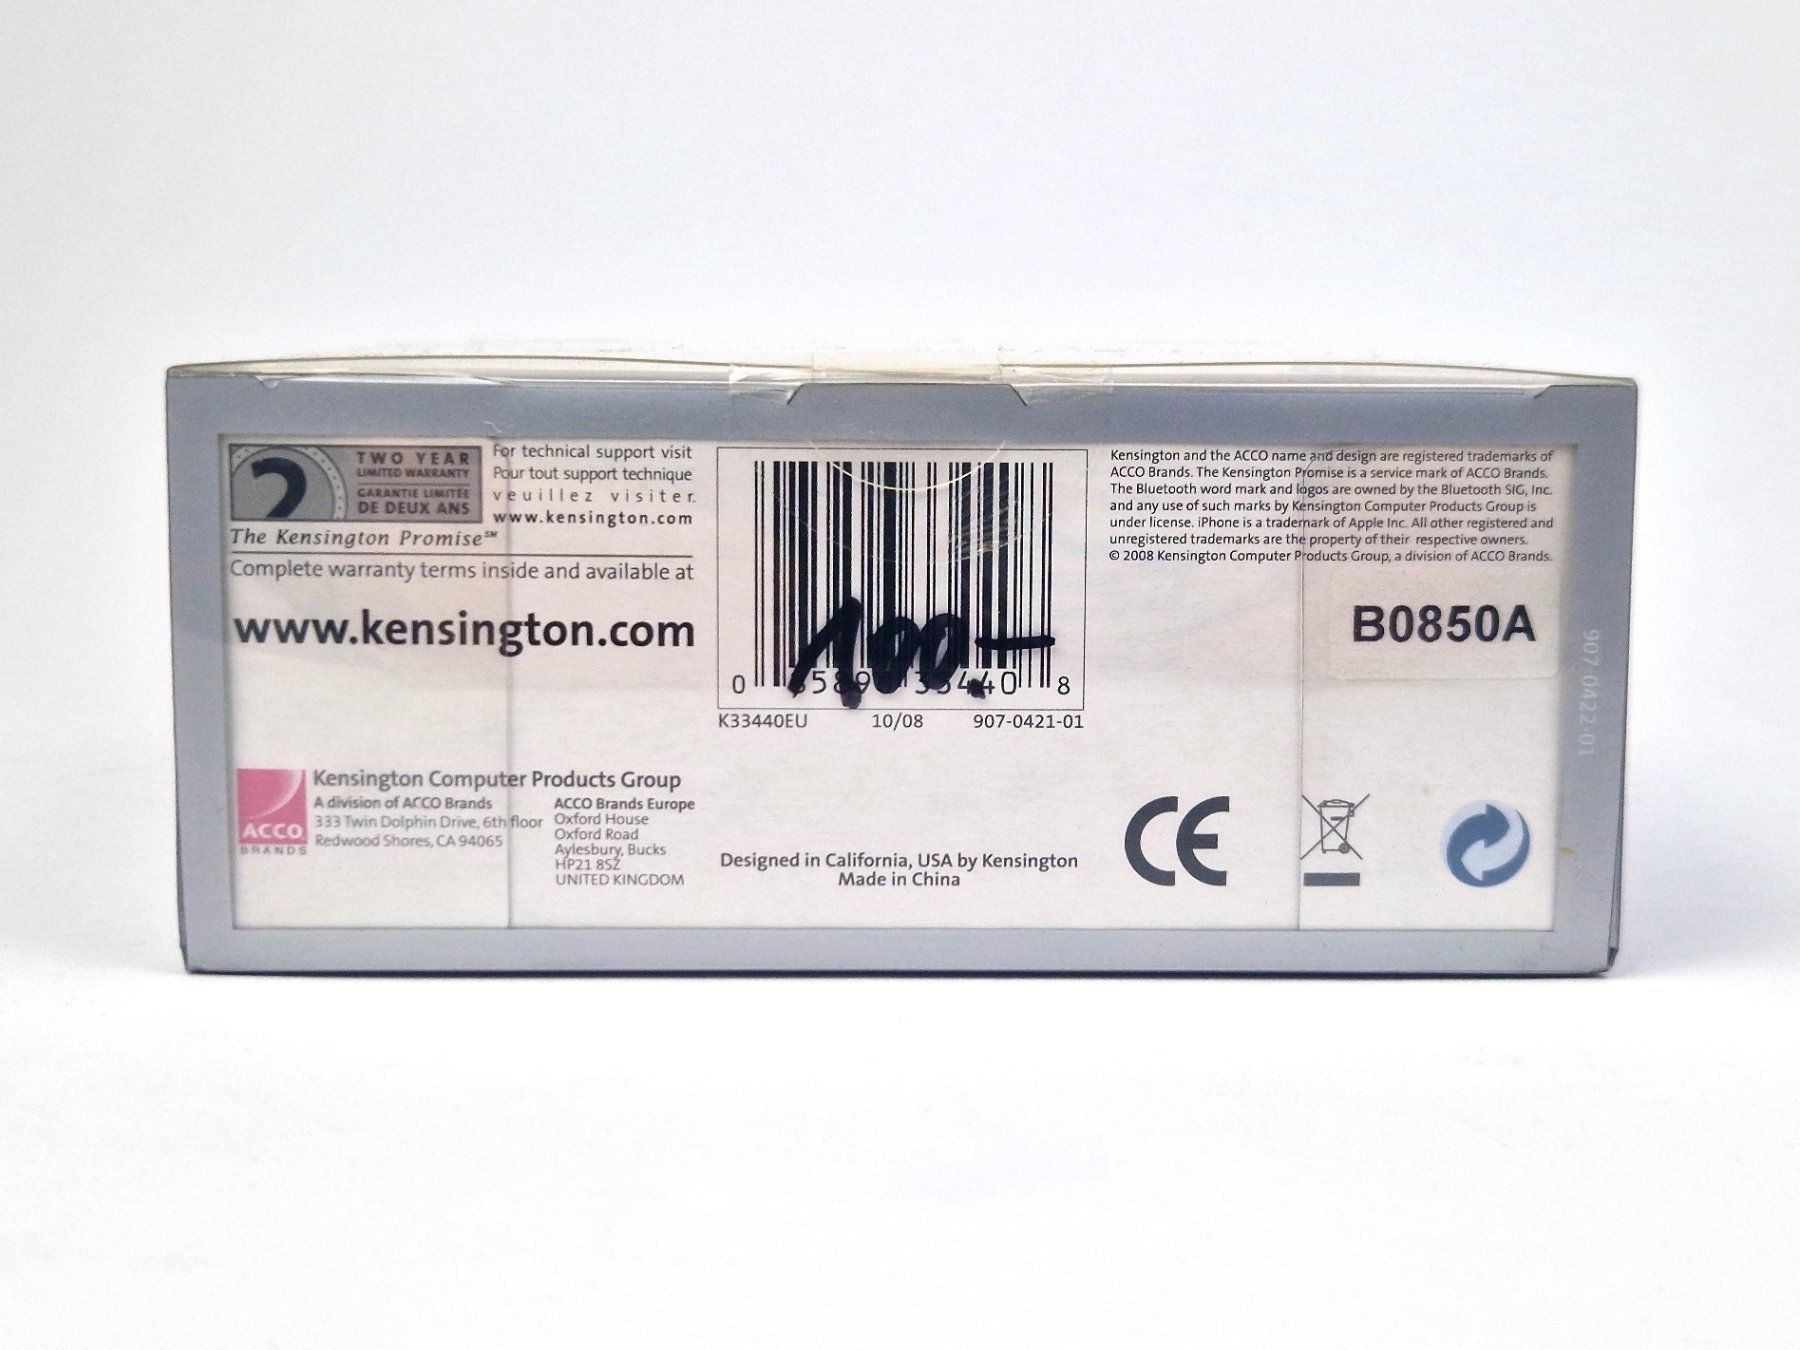 TWO YEAR
LIMITED WARRANTY
GARANTIE LIMITÉE
DE DEUX ANS
2
The Kensington Promise℠
For technical support visit
Pour tout support technique
veuillez visiter.
www.kensington.com
Complete warranty terms inside and available at
www.kensington.com
100.-
0 8
K33440EU 10/08 907-0421-01
Kensington and the ACCO name and design are registered trademarks of
ACCO Brands. The Kensington Promise is a service mark of ACCO Brands.
The Bluetooth word mark and logos are owned by the Bluetooth SIG, Inc.
and any use of such marks by Kensington Computer Products Group is
under license. iPhone is a trademark of Apple Inc. All other registered and
unregistered trademarks are the property of their respective owners.
© 2008 Kensington Computer Products Group, a division of ACCO Brands.
B0850A
907-0422-01
ACCO
BRANDS
Kensington Computer Products Group
A division of ACCO Brands
333 Twin Dolphin Drive, 6th floor
Redwood Shores, CA 94065
ACCO Brands Europe
Oxford House
Oxford Road
Aylesbury, Bucks
HP21 8SZ
UNITED KINGDOM
Designed in California, USA by Kensington
Made in China
CE